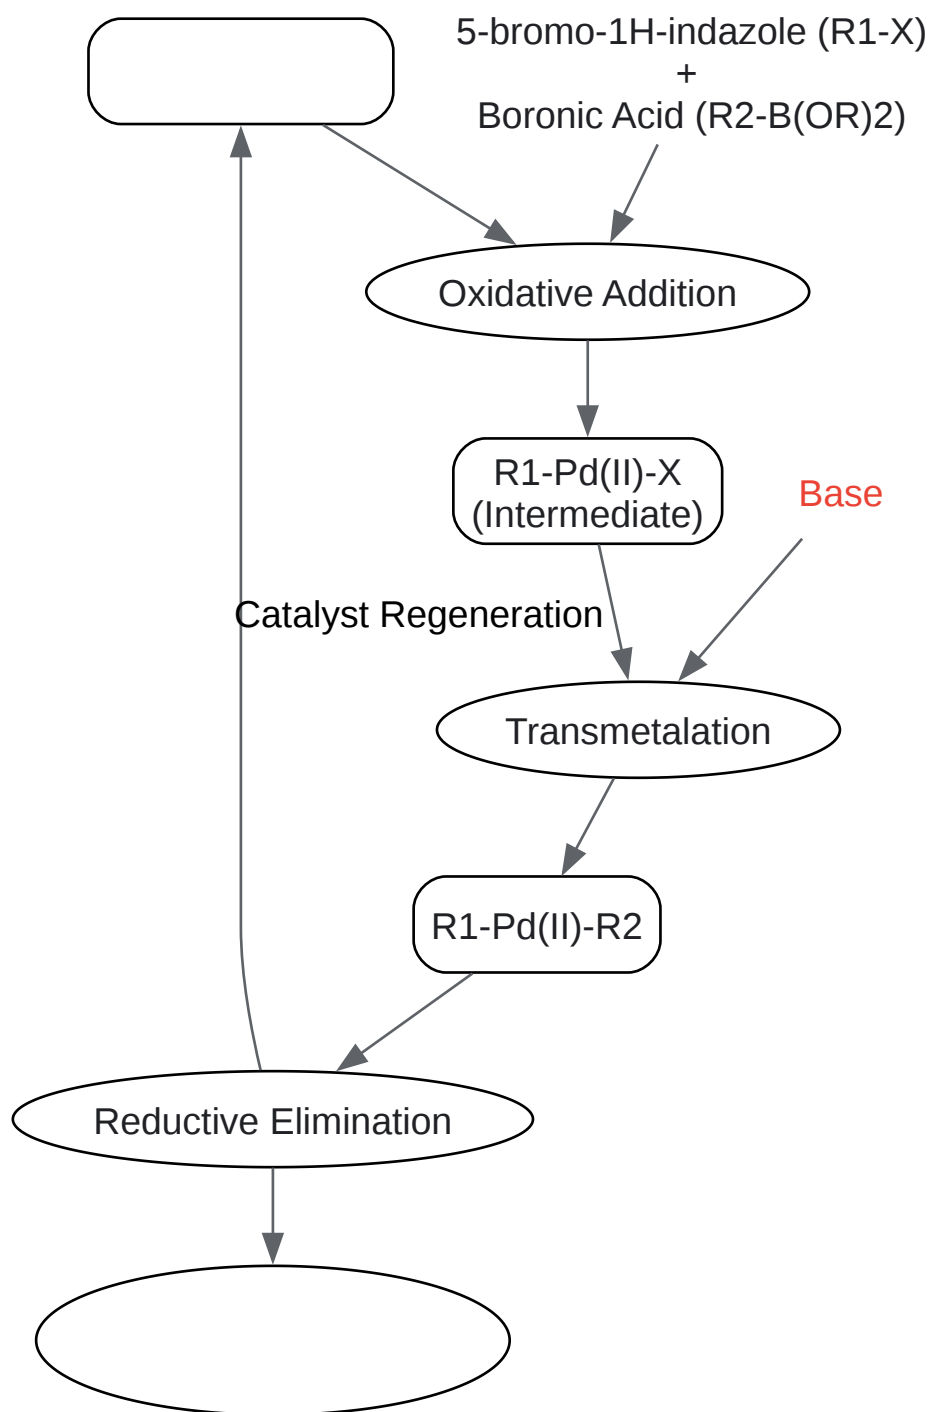 5-bromo-1H-indazole (R1-X)
+
Boronic Acid (R2-B(OR)2)
Oxidative Addition
R1-Pd(II)-X
(Intermediate)
Base
Catalyst Regeneration
Transmetalation
R1-Pd(II)-R2
Reductive Elimination